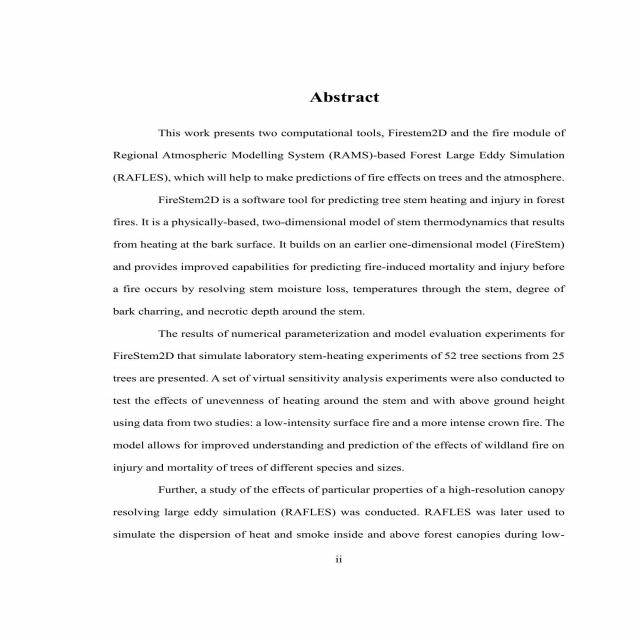 Abstract
This work presents two computational tools, Firestem2D and the fire module of
Regional Atmospheric Modelling System (RAMS)-based Forest Large Eddy Simulation
(RAFLES), which will help to make predictions of fire effects on trees and the atmosphere.
FireStem2D is a software tool for predicting tree stem heating and injury in forest
fires. It is a physically-based, two-dimensional model of stem thermodynamics that results
from heating at the bark surface. It builds on an earlier one-dimensional model (FireStem)
and provides improved capabilities for predicting fire-induced mortality and injury before
a fire occurs by resolving stem moisture loss, temperatures through the stem, degree of
bark charring, and necrotic depth around the stem.
The results of numerical parameterization and model evaluation experiments for
FireStem2D that simulate laboratory stem-heating experiments of 52 tree sections from 25
trees are presented. A set of virtual sensitivity analysis experiments were also conducted to
test the effects of unevenness of heating around the stem and with above ground height
using data from two studies: a low-intensity surface fire and a more intense crown fire. The
model allows for improved understanding and prediction of the effects of wildland fire on
injury and mortality of trees of different species and sizes.
Further, a study of the effects of particular properties of a high-resolution canopy
resolving large eddy simulation (RAFLES) was conducted. RAFLES was later used to
simulate the dispersion of heat and smoke inside and above forest canopies during low-
ii